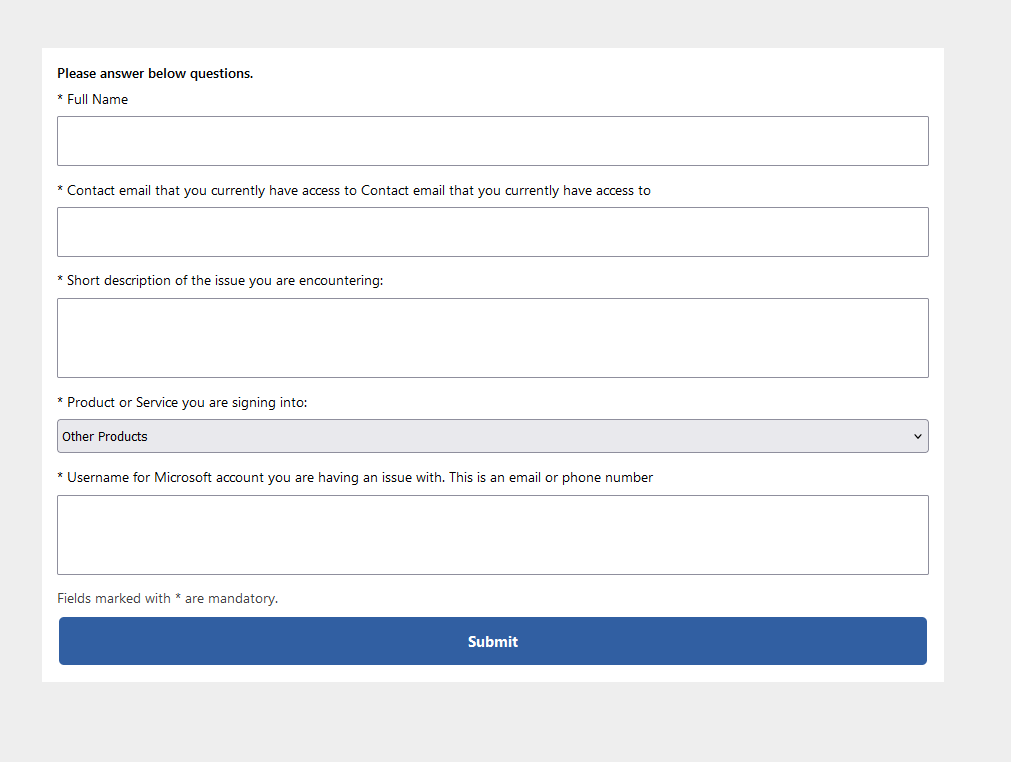 Please answer below questions.
* Full Name
* Contact email that you currently have access to Contact email that you currently have access to
* Short description of the issue you are encountering:
* Product or Service you are signing into:
Other Products
* Username for Microsoft account you are having an issue with. This is an email or phone number
Fields marked with * are mandatory.
Submit